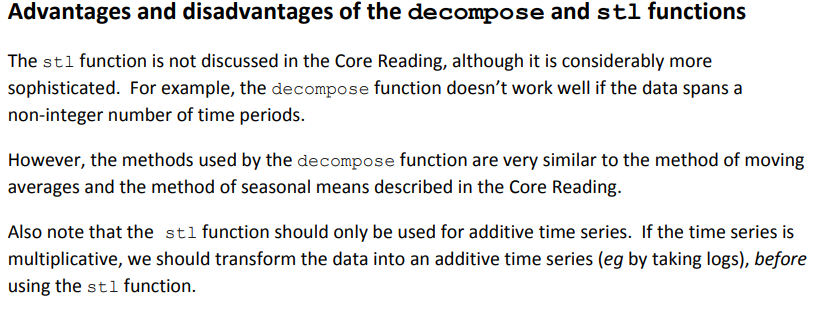 Advantages and disadvantages of the decompose and stl functions
The stl function is not discussed in the Core Reading, although it is considerably more
sophisticated. For example, the decompose function doesn't work well if the data spans a
non-integer number of time periods.
However, the methods used by the decompose function are very similar to the method of moving
averages and the method of seasonal means described in the Core Reading.
Also note that the stl function should only be used for additive time series. If the time series is
multiplicative, we should transform the data into an additive time series (eg by taking logs), before
using the stl function.